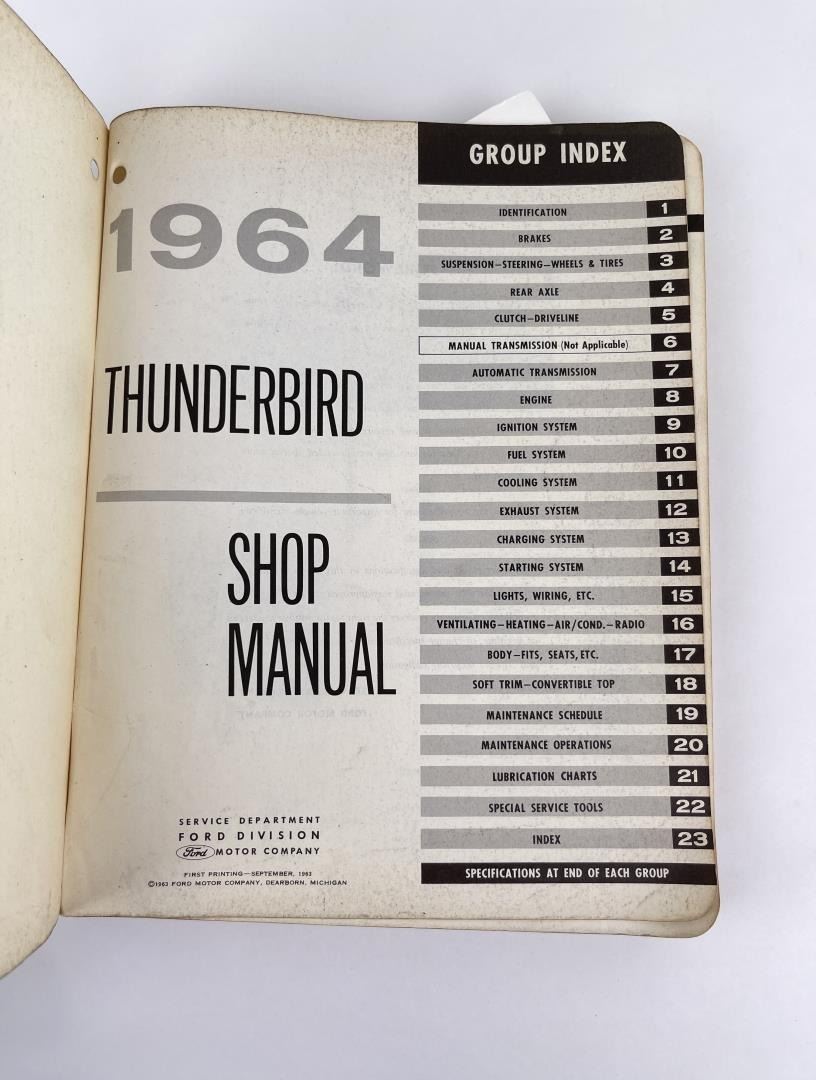 1964
THUNDERBIRD
SHOP
MANUAL
SERVICE DEPARTMENT
FORD DIVISION
Ford MOTOR COMPANY
FIRST PRINTING—SEPTEMBER, 1963
©1963 FORD MOTOR COMPANY, DEARBORN, MICHIGAN
GROUP INDEX
IDENTIFICATION 1
BRAKES 2
SUSPENSION—STEERING—WHEELS & TIRES 3
REAR AXLE 4
CLUTCH—DRIVELINE 5
MANUAL TRANSMISSION (Not Applicable) 6
AUTOMATIC TRANSMISSION 7
ENGINE 8
IGNITION SYSTEM 9
FUEL SYSTEM 10
COOLING SYSTEM 11
EXHAUST SYSTEM 12
CHARGING SYSTEM 13
STARTING SYSTEM 14
LIGHTS, WIRING, ETC. 15
VENTILATING—HEATING—AIR/COND.—RADIO 16
BODY—FITS, SEATS, ETC. 17
SOFT TRIM—CONVERTIBLE TOP 18
MAINTENANCE SCHEDULE 19
MAINTENANCE OPERATIONS 20
LUBRICATION CHARTS 21
SPECIAL SERVICE TOOLS 22
INDEX 23
SPECIFICATIONS AT END OF EACH GROUP